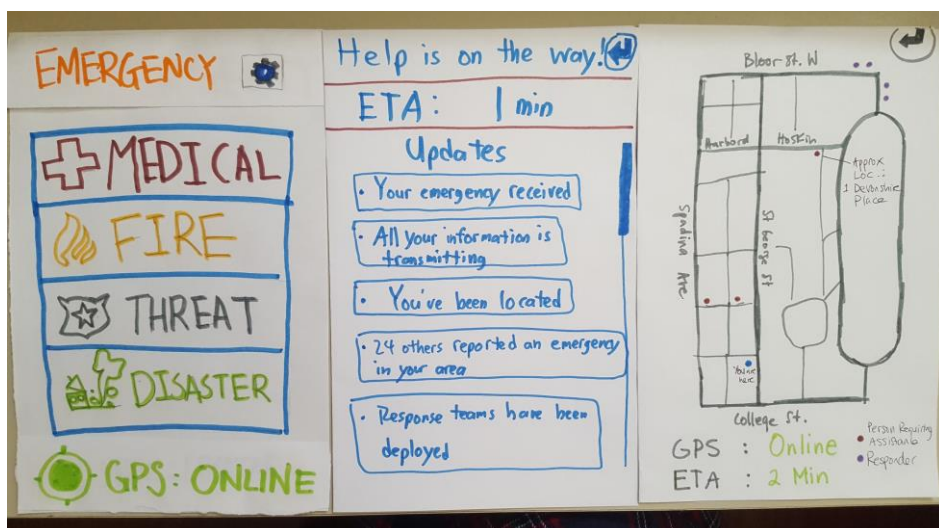 EMERGENCY
MEDICAL
FIRE
THREAT
DISASTER
GPS: ONLINE
Help is on the way!
ETA: 1 min
Updates
• Your emergency received
• All your information is
transmitting
• You've been located
• 24 others reported an emergency
in your area
• Response teams have been
deployed
Bloor St. W
Harbord Hoskin
Approx
Loc.:
1 Devonshire
Place
Spadina Ave
St George St
You're
here
College St.
GPS : Online
ETA : 2 Min
Person Requiring
Assistance
Responder